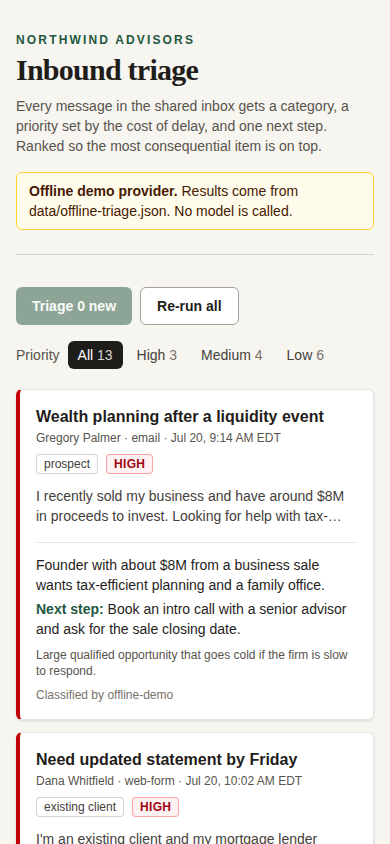 NORTHWIND ADVISORS
Inbound triage
Every message in the shared inbox gets a category, a
priority set by the cost of delay, and one next step.
Ranked so the most consequential item is on top.
Offline demo provider. Results come from
data/offline-triage.json. No model is called.
Triage 0 new
Re-run all
Priority All 13 High 3 Medium 4 Low 6
Wealth planning after a liquidity event
Gregory Palmer · email · Jul 20, 9:14 AM EDT
prospect HIGH
I recently sold my business and have around $8M
in proceeds to invest. Looking for help with tax-…
Founder with about $8M from a business sale
wants tax-efficient planning and a family office.
Next step: Book an intro call with a senior advisor
and ask for the sale closing date.
Large qualified opportunity that goes cold if the firm is slow
to respond.
Classified by offline-demo
Need updated statement by Friday
Dana Whitfield · web-form · Jul 20, 10:02 AM EDT
existing client HIGH
I'm an existing client and my mortgage lender